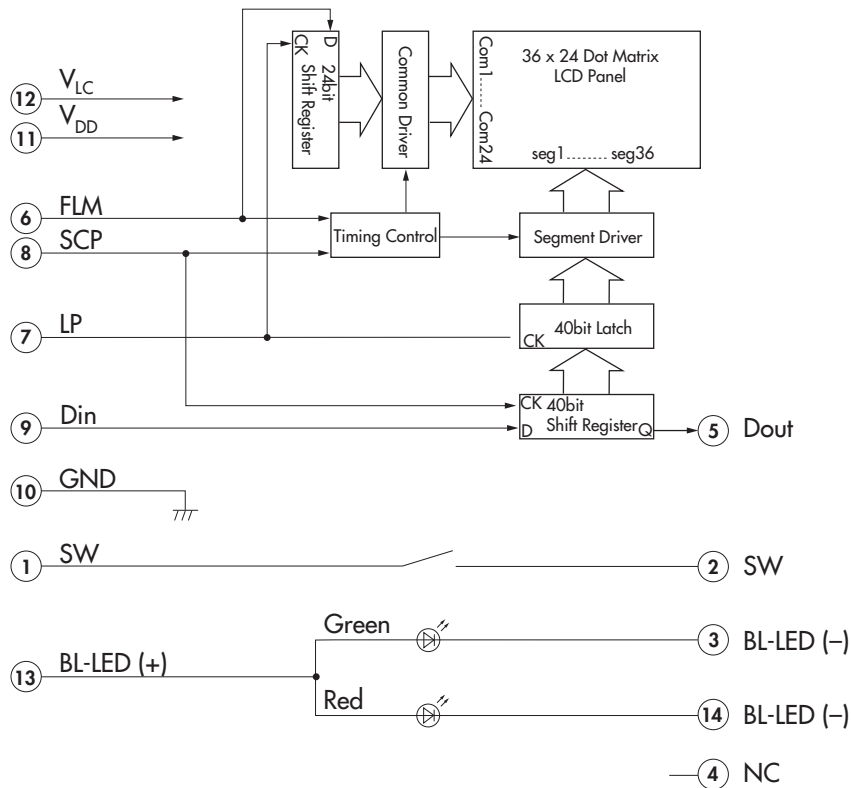 D
CK
24bit
Shift Register
Common Driver
Com1........Com24
36 x 24 Dot Matrix
LCD Panel
seg1........seg36
12 VLC
11 VDD
6 FLM
Timing Control
Segment Driver
8 SCP
7 LP
40bit Latch
CK
CK 40bit
Shift Register
D
Q
9 Din
5 Dout
10 GND
1 SW
2 SW
Green
3 BL-LED (–)
13 BL-LED (+)
Red
14 BL-LED (–)
4 NC